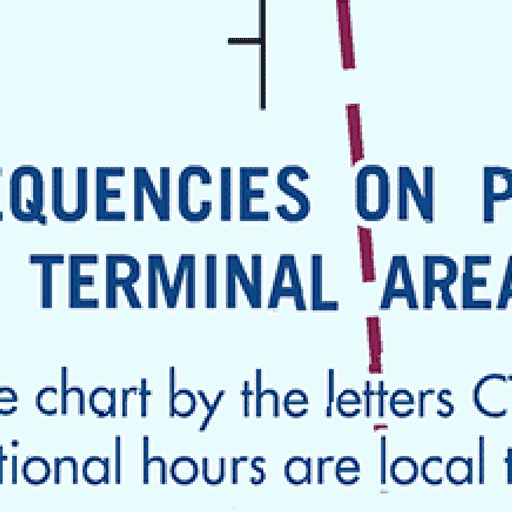 EQUENCIES ON P
TERMINAL AREA
e chart by the letters C
tional hours are local t